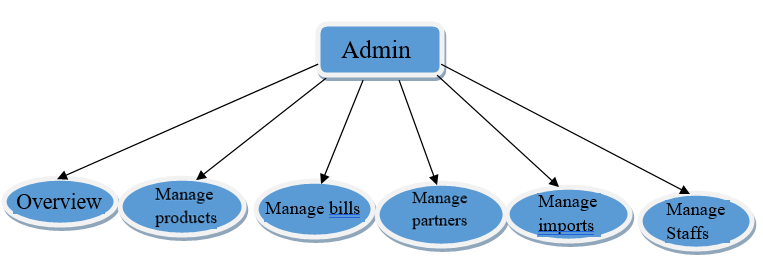 Admin
Overview
Manage
products
Manage bills
Manage
partners
Manage
imports
Manage
Staffs